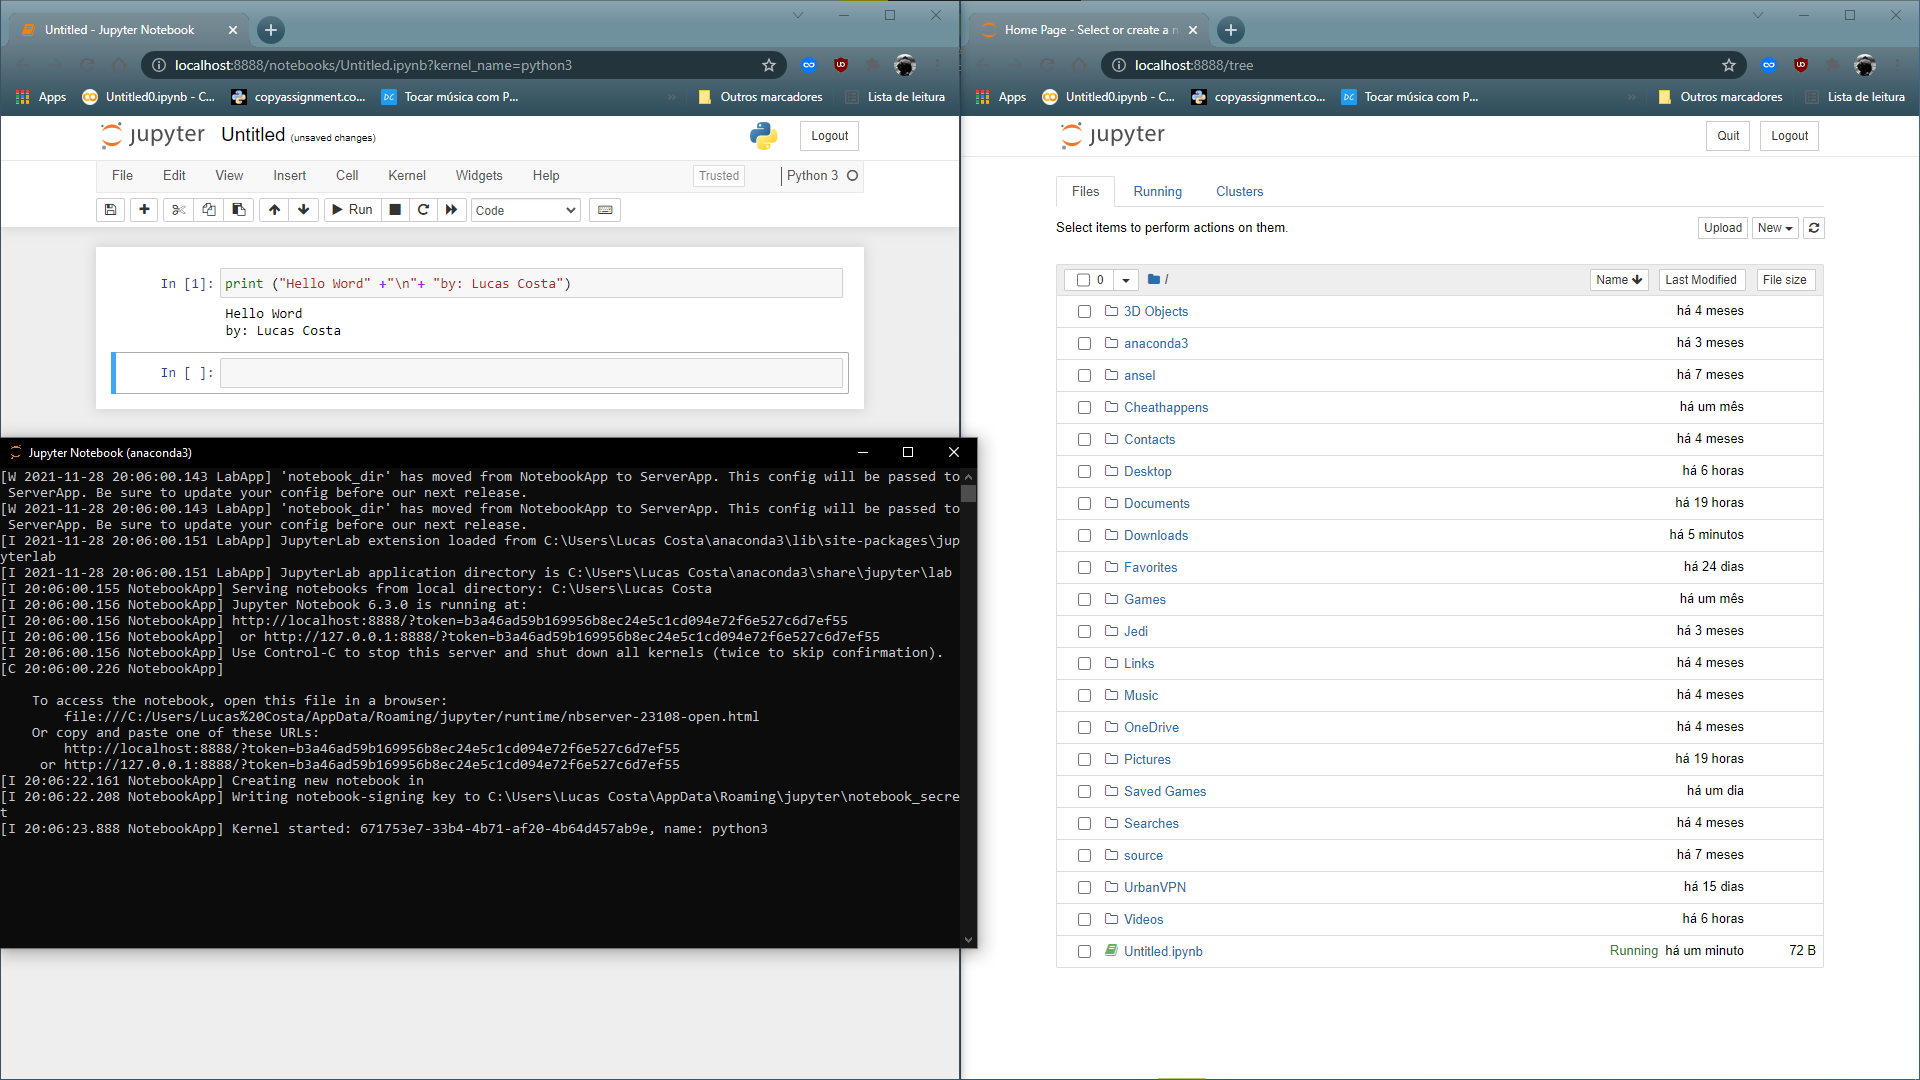 Untitled - Jupyter Notebook
localhost:8888/notebooks/Untitled.ipynb?kernel_name=python3
Apps Untitled0.ipynb - C... copyassignment.co... Tocar música com P... Outros marcadores Lista de leitura
jupyter Untitled (unsaved changes) Logout
File Edit View Insert Cell Kernel Widgets Help Trusted Python 3
Run Code
In [1]: print ("Hello Word" +"\n"+ "by: Lucas Costa")
Hello Word
by: Lucas Costa
In [ ]:
Jupyter Notebook (anaconda3)
[W 2021-11-28 20:06:00.143 LabApp] 'notebook_dir' has moved from NotebookApp to ServerApp. This config will be passed to
ServerApp. Be sure to update your config before our next release.
[W 2021-11-28 20:06:00.143 LabApp] 'notebook_dir' has moved from NotebookApp to ServerApp. This config will be passed to
ServerApp. Be sure to update your config before our next release.
[I 2021-11-28 20:06:00.151 LabApp] JupyterLab extension loaded from C:\Users\Lucas Costa\anaconda3\lib\site-packages\jup
yterlab
[I 2021-11-28 20:06:00.151 LabApp] JupyterLab application directory is C:\Users\Lucas Costa\anaconda3\share\jupyter\lab
[I 20:06:00.155 NotebookApp] Serving notebooks from local directory: C:\Users\Lucas Costa
[I 20:06:00.156 NotebookApp] Jupyter Notebook 6.3.0 is running at:
[I 20:06:00.156 NotebookApp] http://localhost:8888/?token=b3a46ad59b169956b8ec24e5c1cd094e72f6e527c6d7ef55
[I 20:06:00.156 NotebookApp]  or http://127.0.0.1:8888/?token=b3a46ad59b169956b8ec24e5c1cd094e72f6e527c6d7ef55
[I 20:06:00.156 NotebookApp] Use Control-C to stop this server and shut down all kernels (twice to skip confirmation).
[C 20:06:00.226 NotebookApp]
To access the notebook, open this file in a browser:
file:///C:/Users/Lucas%20Costa/AppData/Roaming/jupyter/runtime/nbserver-23108-open.html
Or copy and paste one of these URLs:
http://localhost:8888/?token=b3a46ad59b169956b8ec24e5c1cd094e72f6e527c6d7ef55
or http://127.0.0.1:8888/?token=b3a46ad59b169956b8ec24e5c1cd094e72f6e527c6d7ef55
[I 20:06:22.161 NotebookApp] Creating new notebook in
[I 20:06:22.208 NotebookApp] Writing notebook-signing key to C:\Users\Lucas Costa\AppData\Roaming\jupyter\notebook_secre
t
[I 20:06:23.888 NotebookApp] Kernel started: 671753e7-33b4-4b71-af20-4b64d457ab9e, name: python3
Home Page - Select or create a n
localhost:8888/tree
Apps Untitled0.ipynb - C... copyassignment.co... Tocar música com P... Outros marcadores Lista de leitura
jupyter Quit Logout
Files Running Clusters
Select items to perform actions on them. Upload New
0 / Name Last Modified File size
3D Objects há 4 meses
anaconda3 há 3 meses
ansel há 7 meses
Cheathappens há um mês
Contacts há 4 meses
Desktop há 6 horas
Documents há 19 horas
Downloads há 5 minutos
Favorites há 24 dias
Games há um mês
Jedi há 3 meses
Links há 4 meses
Music há 4 meses
OneDrive há 4 meses
Pictures há 19 horas
Saved Games há um dia
Searches há 4 meses
source há 7 meses
UrbanVPN há 15 dias
Videos há 6 horas
Untitled.ipynb Running há um minuto 72 B